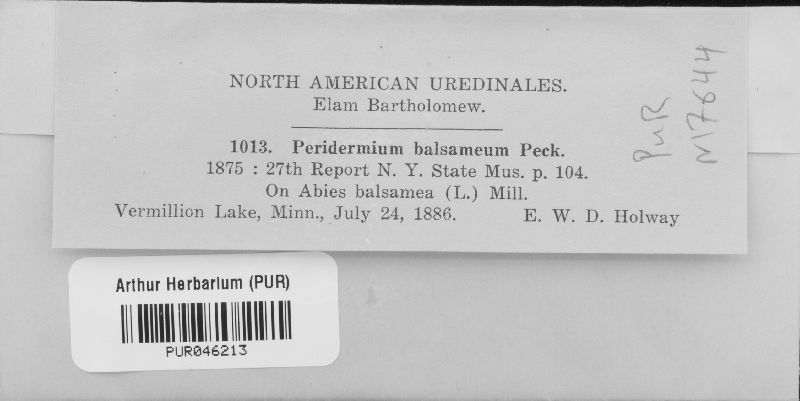 NORTH AMERICAN UREDINALES.
Elam Bartholomew.
1013. Peridermium balsameum Peck.
1875 : 27th Report N. Y. State Mus. p. 104.
On Abies balsamea (L.) Mill.
Vermillion Lake, Minn., July 24, 1886. E. W. D. Holway
PUR
N17644
Arthur Herbarium (PUR)
PUR046213